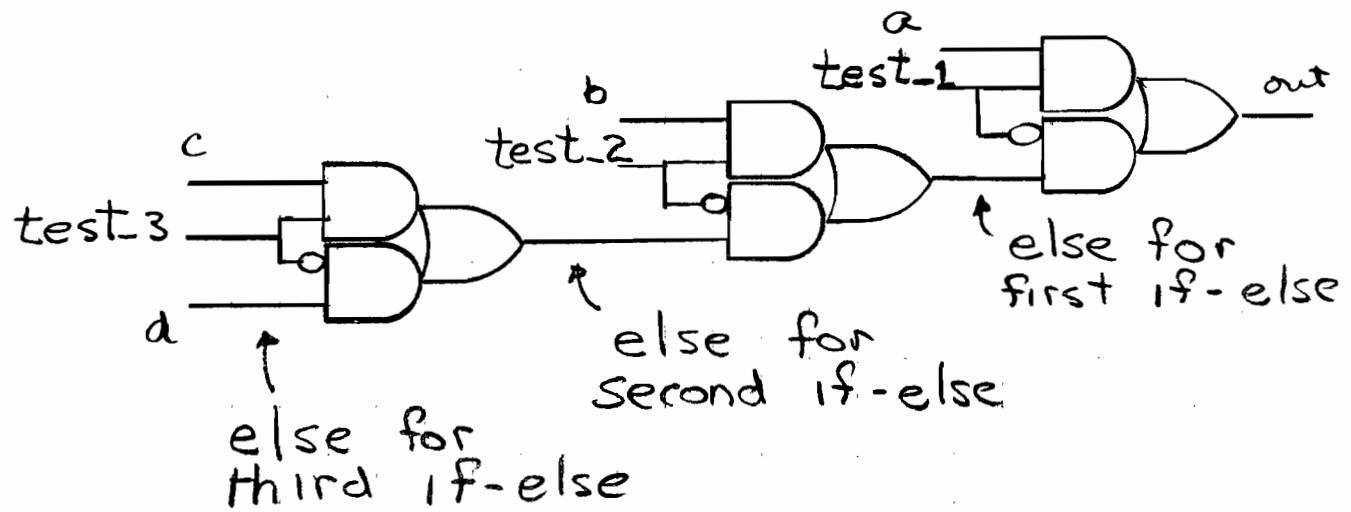 a
test_1
out
b
test_2
c
test_3
d
else for
first if-else
else for
second if-else
else for
third if-else